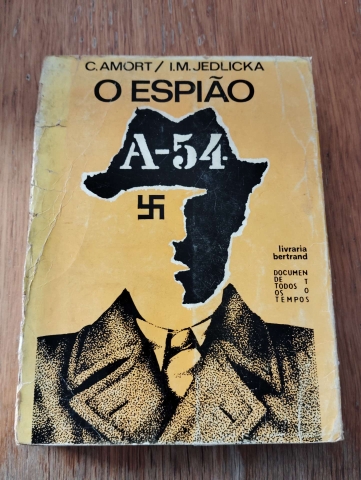 C. AMORT / I. M. JEDLICKA
O ESPIÃO
A-54
livraria
bertrand
DOCUMEN
DE T
TODOS
OS O
TEMPOS